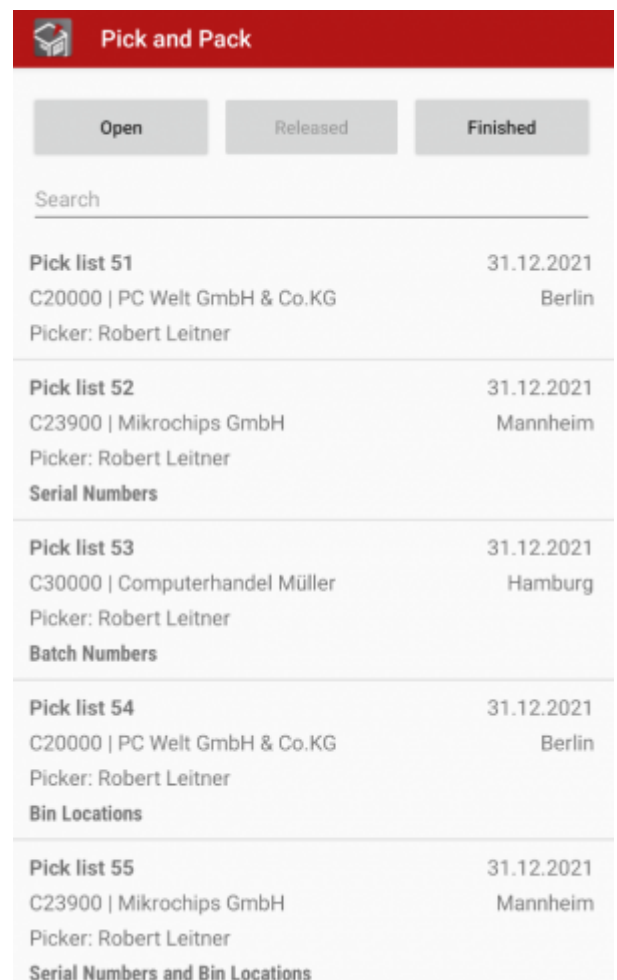 Pick and Pack
Open Released Finished
Search
Pick list 51 31.12.2021
C20000 | PC Welt GmbH & Co.KG Berlin
Picker: Robert Leitner
Pick list 52 31.12.2021
C23900 | Mikrochips GmbH Mannheim
Picker: Robert Leitner
Serial Numbers
Pick list 53 31.12.2021
C30000 | Computerhandel Müller Hamburg
Picker: Robert Leitner
Batch Numbers
Pick list 54 31.12.2021
C20000 | PC Welt GmbH & Co.KG Berlin
Picker: Robert Leitner
Bin Locations
Pick list 55 31.12.2021
C23900 | Mikrochips GmbH Mannheim
Picker: Robert Leitner
Serial Numbers and Bin Locations